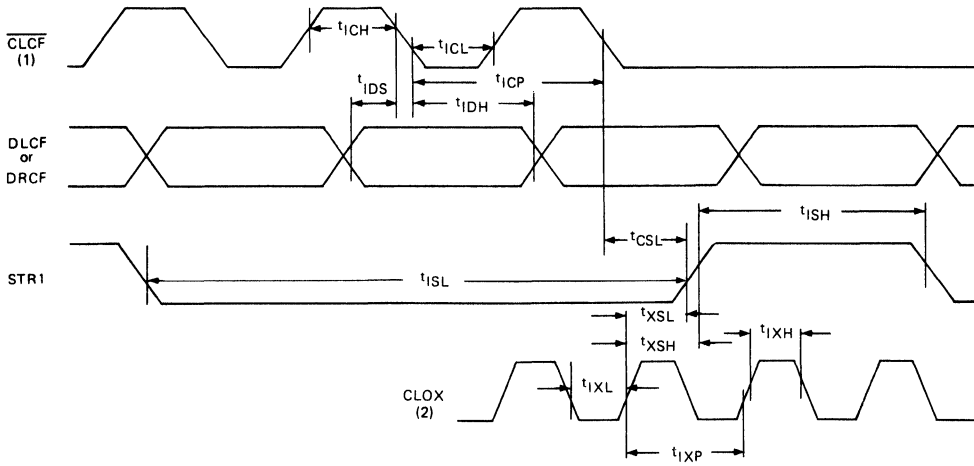 CLCF
(1)
tICH
tICL
tICP
tIDS
tIDH
DLCF
or
DRCF
tISH
tCSL
STR1
tISL
tXSL
tXSH
tIXH
CLOX
(2)
tIXL
tIXP